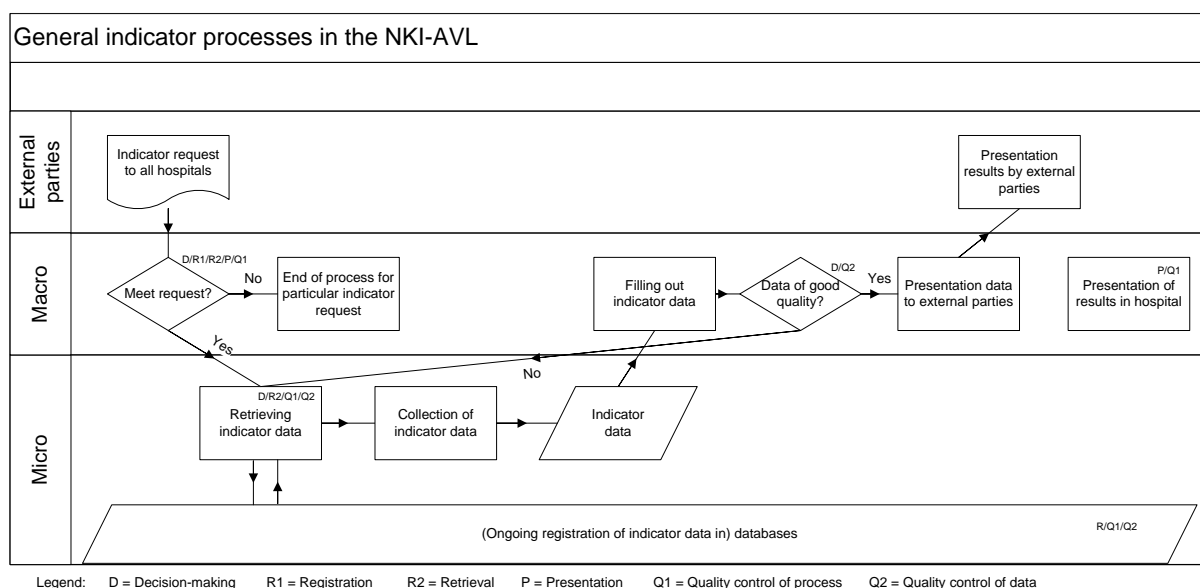 General indicator processes in the NKI-AVL
External
parties
Indicator request
to all hospitals
Presentation
results by external
parties
Macro
D/R1/R2/P/Q1
Meet request?
No
End of process for
particular indicator
request
Filling out
indicator data
D/Q2
Data of good
quality?
Yes
Presentation data
to external parties
P/Q1
Presentation of
results in hospital
Yes
No
Micro
D/R2/Q1/Q2
Retrieving
indicator data
Collection of
indicator data
Indicator
data
(Ongoing registration of indicator data in) databases
R/Q1/Q2
Legend: D = Decision-making R1 = Registration R2 = Retrieval P = Presentation Q1 = Quality control of process Q2 = Quality control of data